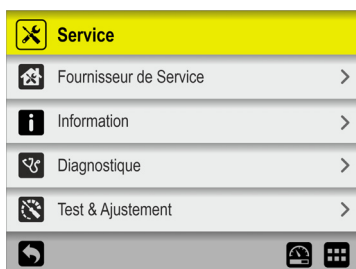 Service
Fournisseur de Service
Information
Diagnostique
Test & Ajustement